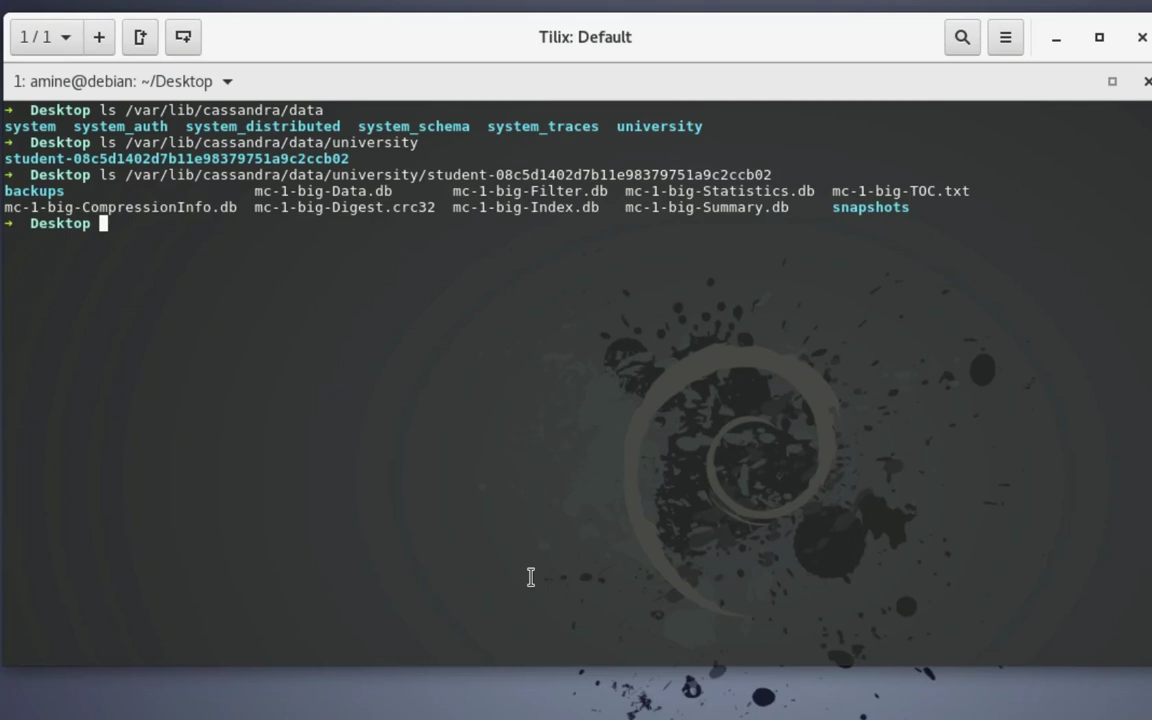 1 / 1
Tilix: Default
1: amine@debian: ~/Desktop
➜ Desktop ls /var/lib/cassandra/data
system system_auth system_distributed system_schema system_traces university
➜ Desktop ls /var/lib/cassandra/data/university
student-08c5d1402d7b11e98379751a9c2ccb02
➜ Desktop ls /var/lib/cassandra/data/university/student-08c5d1402d7b11e98379751a9c2ccb02
backups mc-1-big-Data.db mc-1-big-Filter.db mc-1-big-Statistics.db mc-1-big-TOC.txt
mc-1-big-CompressionInfo.db mc-1-big-Digest.crc32 mc-1-big-Index.db mc-1-big-Summary.db snapshots
➜ Desktop